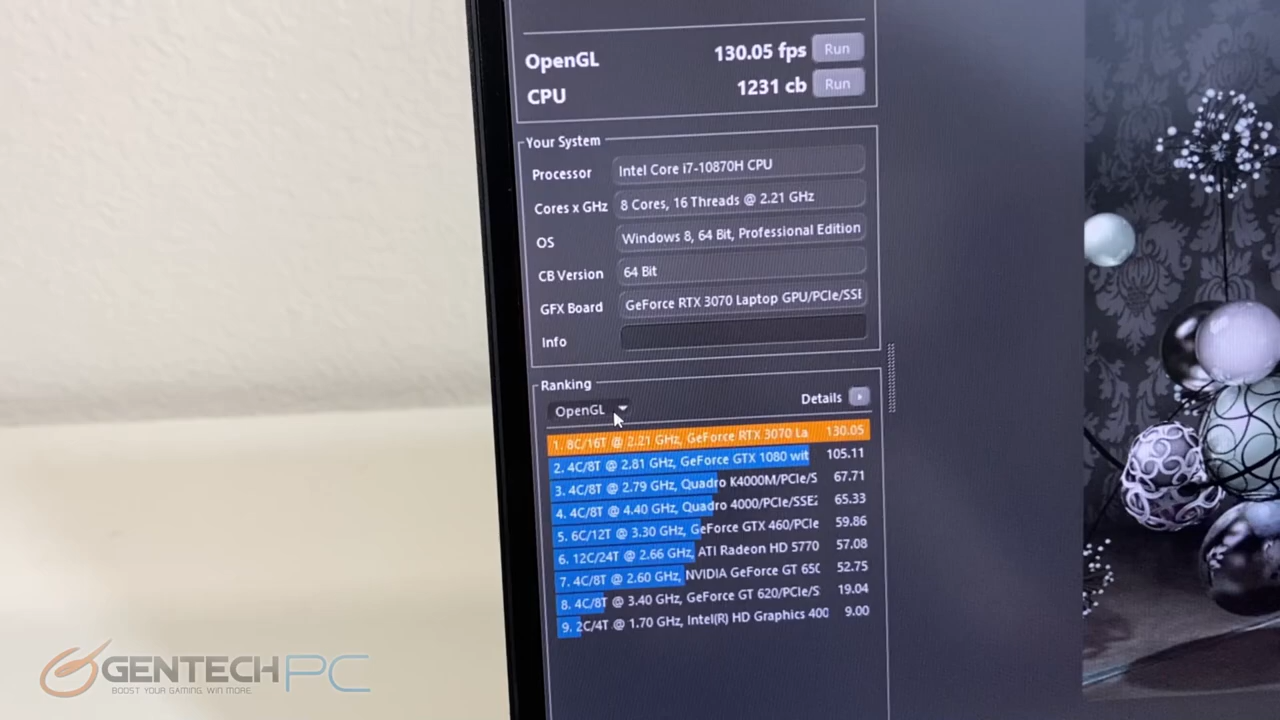 OpenGL 130.05 fps Run
CPU 1231 cb Run
Your System
Processor Intel Core i7-10870H CPU
Cores x GHz 8 Cores, 16 Threads @ 2.21 GHz
OS Windows 8, 64 Bit, Professional Edition
CB Version 64 Bit
GFX Board GeForce RTX 3070 Laptop GPU/PCIe/SSE
Info
Ranking
OpenGL Details
1. 8C/16T @ 2.21 GHz, GeForce RTX 3070 La 130.05
2. 4C/8T @ 2.81 GHz, GeForce GTX 1080 wit 105.11
3. 4C/8T @ 2.79 GHz, Quadro K4000M/PCIe/S 67.71
4. 4C/8T @ 4.40 GHz, Quadro 4000/PCIe/SSE2 65.33
5. 6C/12T @ 3.30 GHz, GeForce GTX 460/PCIe 59.86
6. 12C/24T @ 2.66 GHz, ATI Radeon HD 5770 57.08
7. 4C/8T @ 2.60 GHz, NVIDIA GeForce GT 650 52.75
8. 4C/8T @ 3.40 GHz, GeForce GT 620/PCIe/S 19.04
9. 2C/4T @ 1.70 GHz, Intel(R) HD Graphics 400 9.00
GENTECH PC
BOOST YOUR GAMING. WIN MORE.